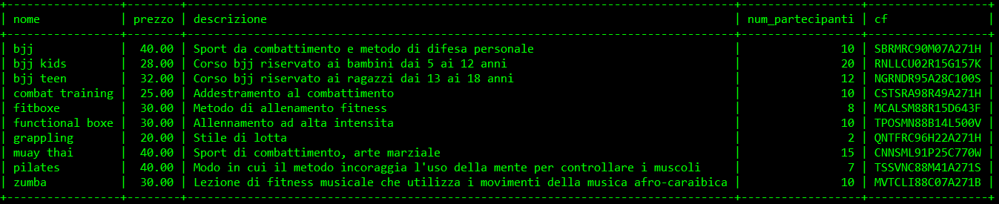 nome | prezzo | descrizione | num_partecipanti | cf
bjj | 40.00 | Sport da combattimento e metodo di difesa personale | 10 | SBRMRC90M07A271H
bjj kids | 28.00 | Corso bjj riservato ai bambini dai 5 ai 12 anni | 20 | RNLLCU02R15G157K
bjj teen | 32.00 | Corso bjj riservato ai ragazzi dai 13 ai 18 anni | 12 | NGRNDR95A28C100S
combat training | 25.00 | Addestramento al combattimento | 10 | CSTSRA98R49A271H
fitboxe | 30.00 | Metodo di allenamento fitness | 8 | MCALSM88R15D643F
functional boxe | 30.00 | Allennamento ad alta intensita | 10 | TPOSMN88B14L500V
grappling | 20.00 | Stile di lotta | 2 | QNTFRC96H22A271H
muay thai | 40.00 | Sport di combattimento, arte marziale | 15 | CNNSML91P25C770W
pilates | 40.00 | Modo in cui il metodo incoraggia l'uso della mente per controllare i muscoli | 7 | TSSVNC88M41A271S
zumba | 30.00 | Lezione di fitness musicale che utilizza i movimenti della musica afro-caraibica | 10 | MVTCLI88C07A271B